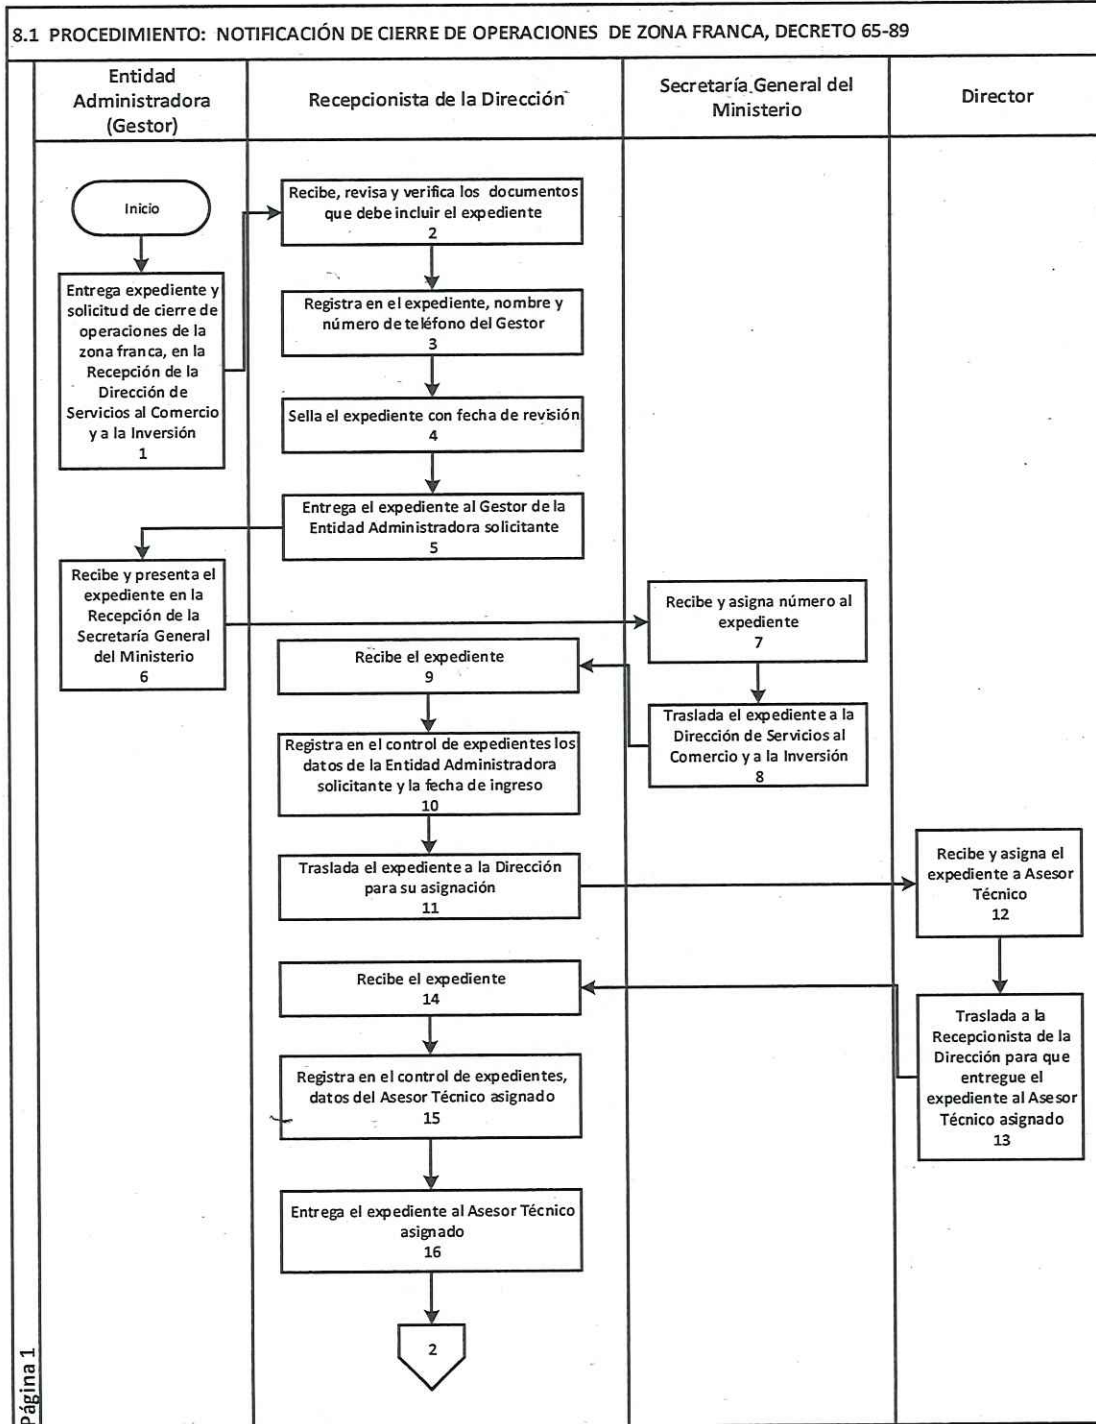 8.1 PROCEDIMIENTO: NOTIFICACIÓN DE CIERRE DE OPERACIONES DE ZONA FRANCA, DECRETO 65-89
Entidad
Administradora
(Gestor)
Recepcionista de la Dirección
Secretaría General del
Ministerio
Director
Inicio
Entrega expediente y
solicitud de cierre de
operaciones de la
zona franca, en la
Recepción de la
Dirección de
Servicios al Comercio
y a la Inversión
1
Recibe, revisa y verifica los documentos
que debe incluir el expediente
2
Registra en el expediente, nombre y
número de teléfono del Gestor
3
Sella el expediente con fecha de revisión
4
Entrega el expediente al Gestor de la
Entidad Administradora solicitante
5
Recibe y presenta el
expediente en la
Recepción de la
Secretaría General
del Ministerio
6
Recibe y asigna número al
expediente
7
Traslada el expediente a la
Dirección de Servicios al
Comercio y a la Inversión
8
Recibe el expediente
9
Registra en el control de expedientes los
datos de la Entidad Administradora
solicitante y la fecha de ingreso
10
Traslada el expediente a la Dirección
para su asignación
11
Recibe y asigna el
expediente a Asesor
Técnico
12
Traslada a la
Recepcionista de la
Dirección para que
entregue el
expediente al Asesor
Técnico asignado
13
Recibe el expediente
14
Registra en el control de expedientes,
datos del Asesor Técnico asignado
15
Entrega el expediente al Asesor Técnico
asignado
16
2
Página 1